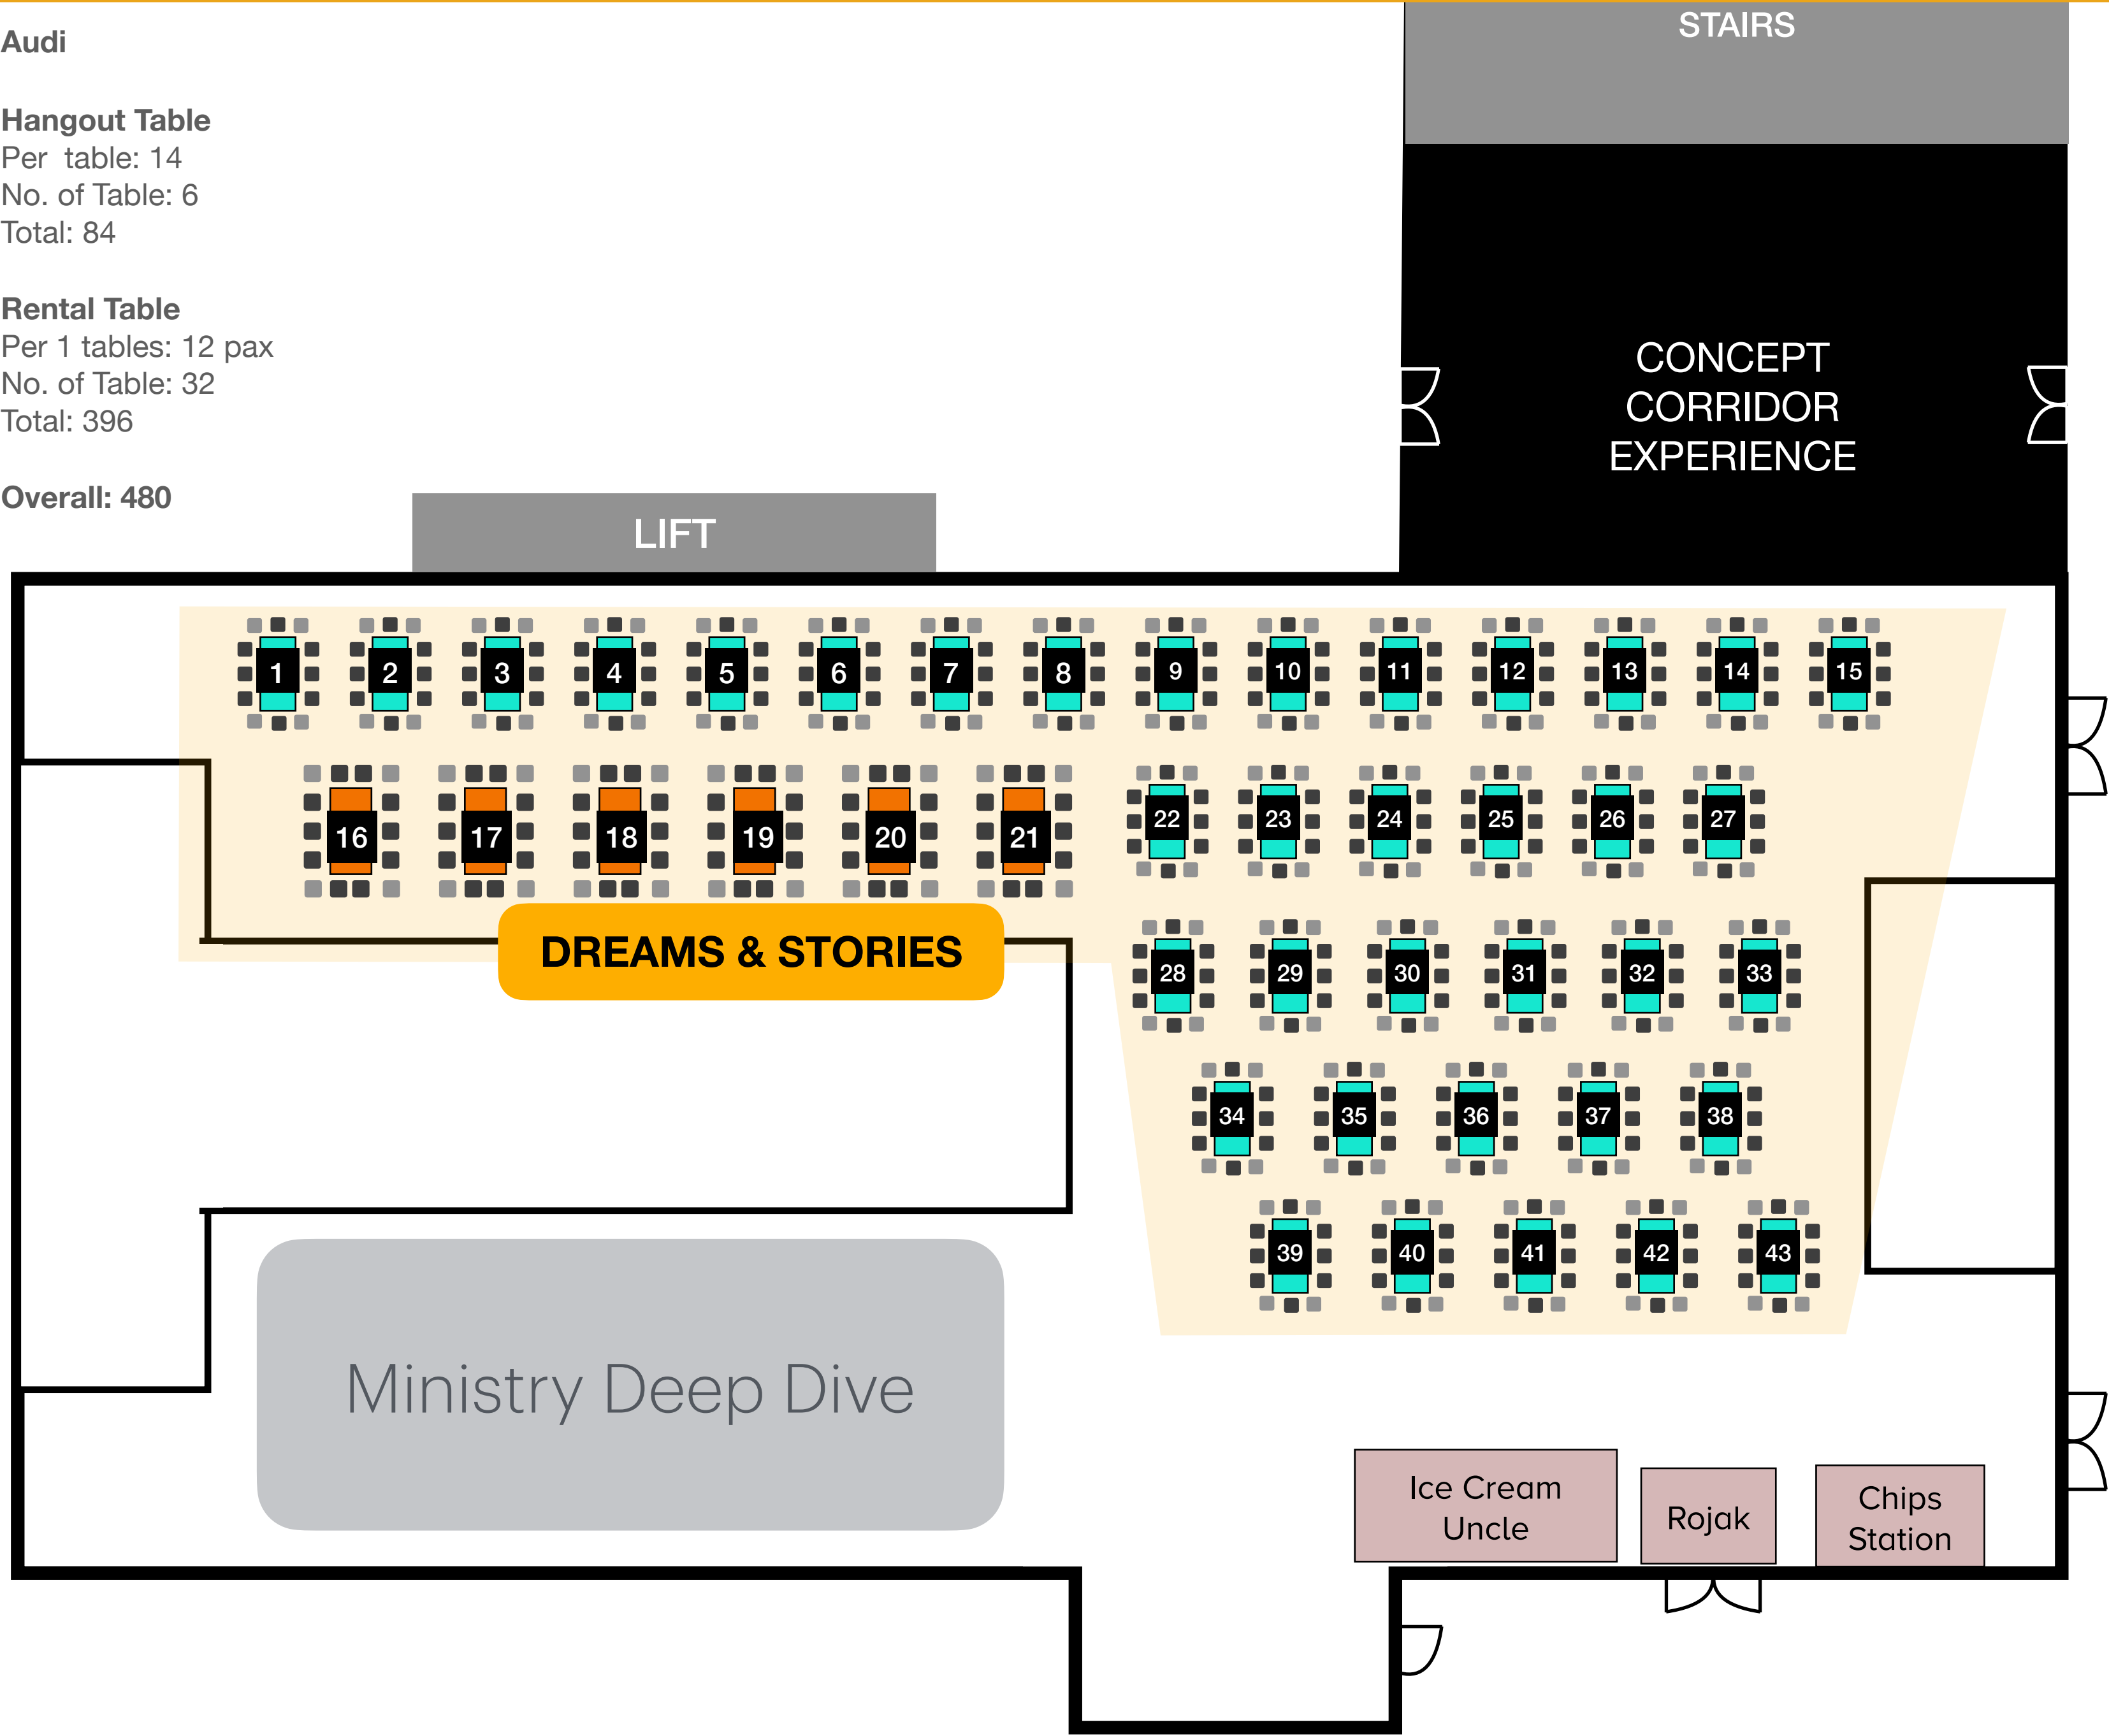 Audi
Hangout Table
Per table: 14
No. of Table: 6
Total: 84
Rental Table
Per 1 tables: 12 pax
No. of Table: 32
Total: 396
Overall: 480
STAIRS
CONCEPT
CORRIDOR
EXPERIENCE
LIFT
1 2 3 4 5 6 7 8 9 10 11 12 13 14 15
16 17 18 19 20 21 22 23 24 25 26 27
DREAMS & STORIES
28 29 30 31 32 33
34 35 36 37 38
39 40 41 42 43
Ministry Deep Dive
Ice Cream
Uncle
Rojak
Chips
Station